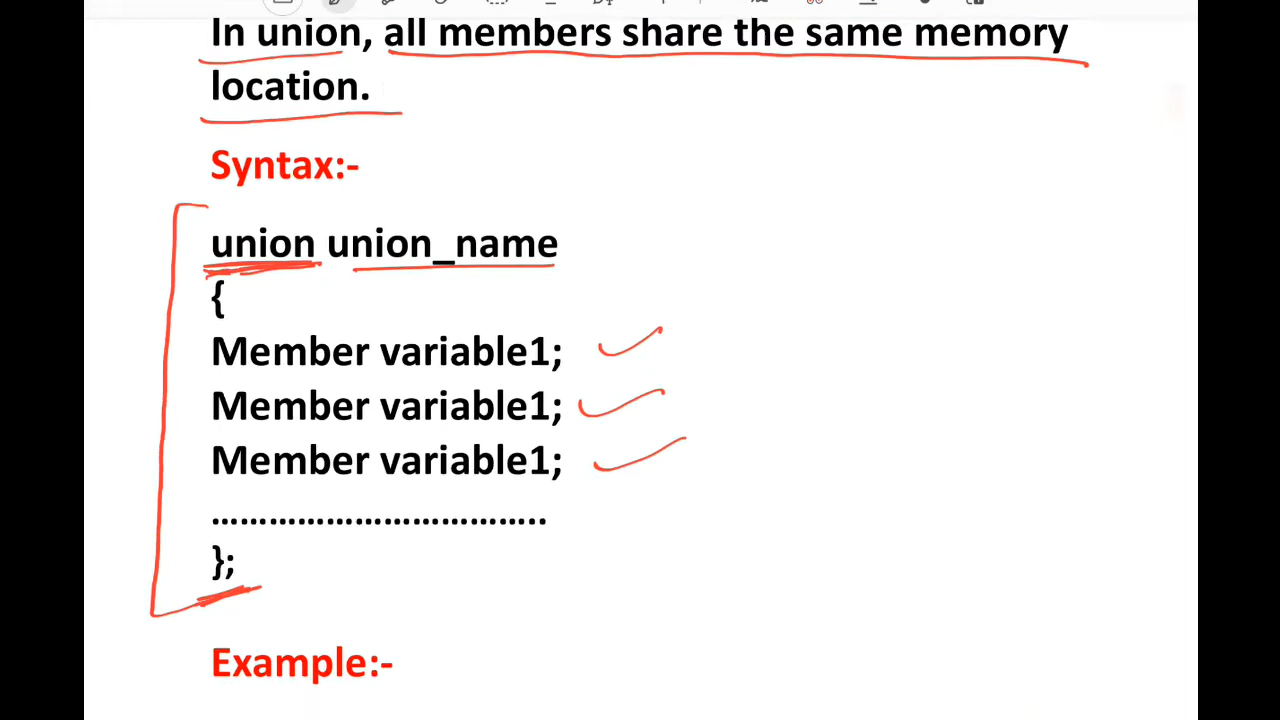 In union, all members share the same memory
location.
Syntax:-
union union_name
{
Member variable1;
Member variable1;
Member variable1;
………………………………..
};
Example:-